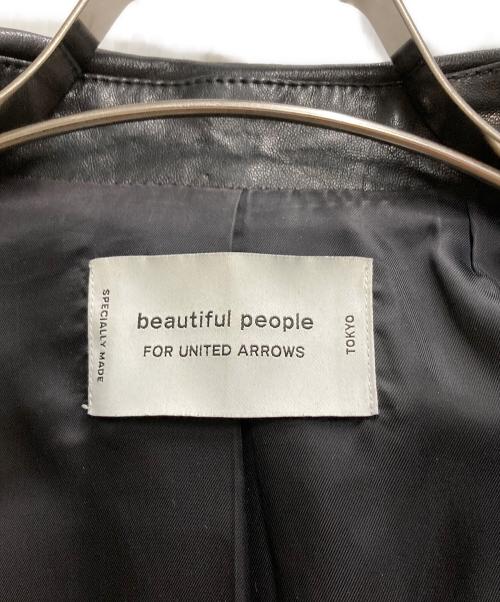 SPECIALLY MADE
beautiful people
FOR UNITED ARROWS
TOKYO